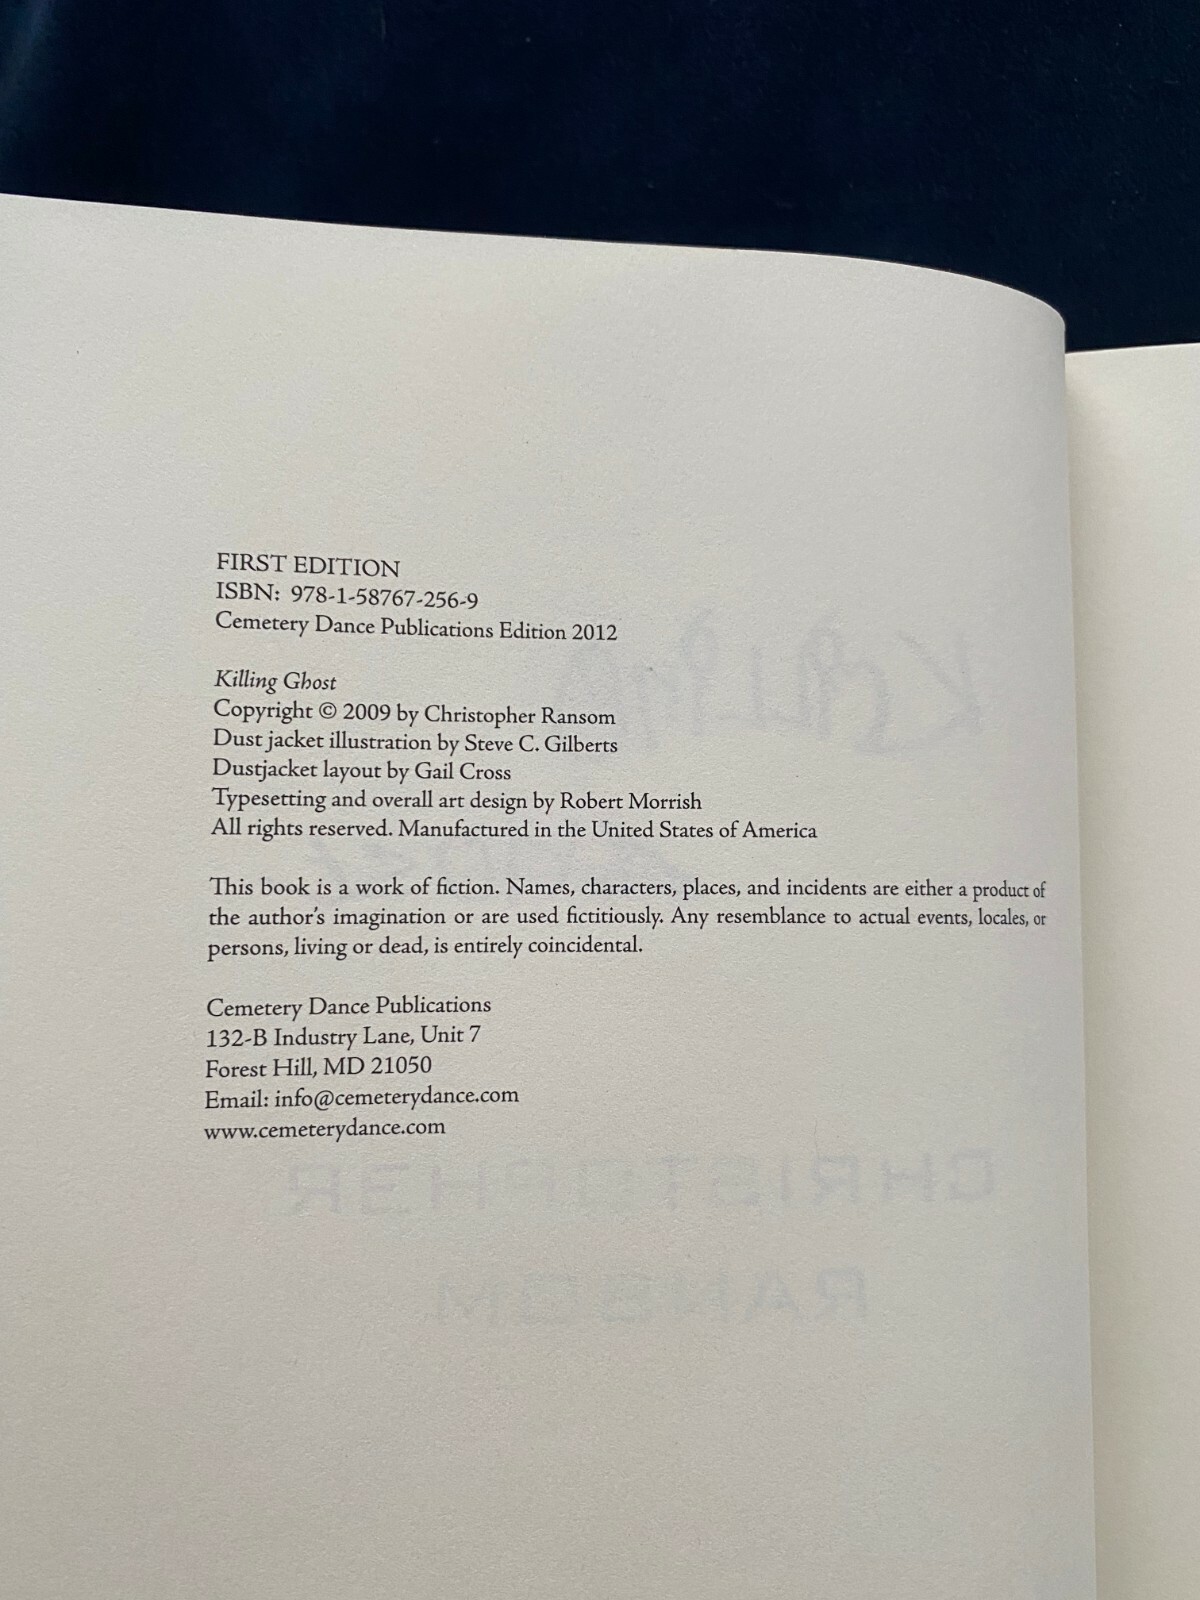 FIRST EDITION
ISBN: 978-1-58767-256-9
Cemetery Dance Publications Edition 2012
Killing Ghost
Copyright © 2009 by Christopher Ransom
Dust jacket illustration by Steve C. Gilberts
Dustjacket layout by Gail Cross
Typesetting and overall art design by Robert Morrish
All rights reserved. Manufactured in the United States of America
This book is a work of fiction. Names, characters, places, and incidents are either a product of
the author's imagination or are used fictitiously. Any resemblance to actual events, locales, or
persons, living or dead, is entirely coincidental.
Cemetery Dance Publications
132-B Industry Lane, Unit 7
Forest Hill, MD 21050
Email: info@cemeterydance.com
www.cemeterydance.com
CHRISTOPHER
RANSOM